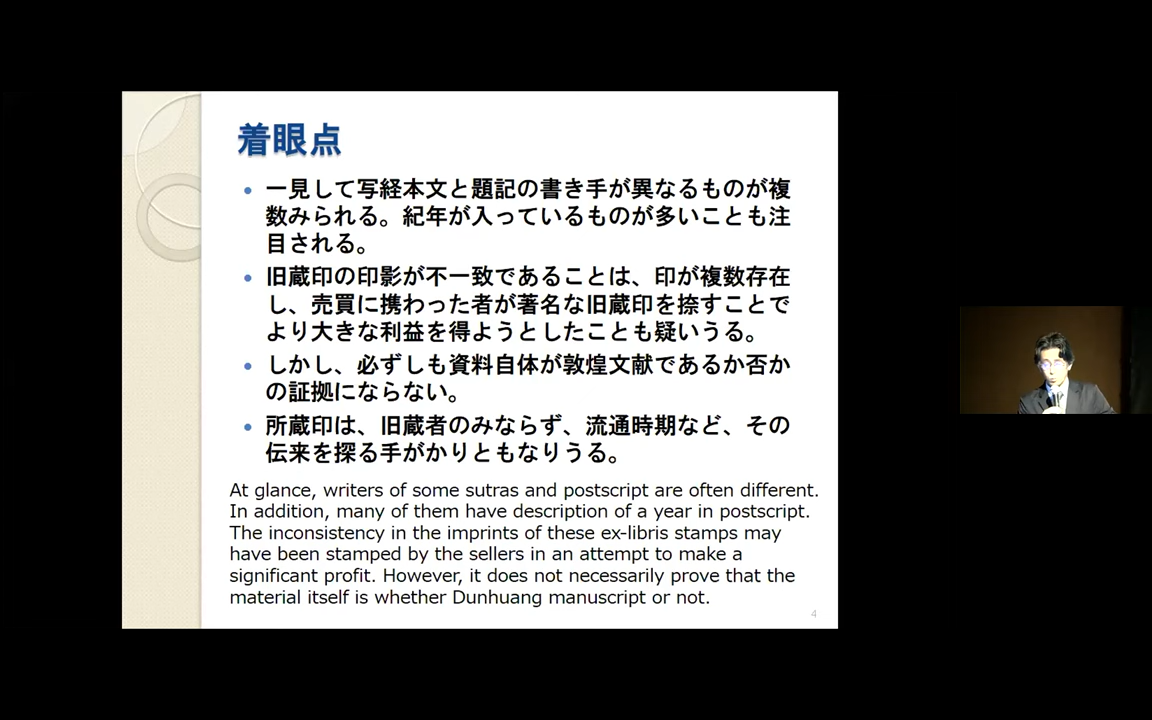 着眼点
• 一見して写経本文と題記の書き手が異なるものが複
数みられる。紀年が入っているものが多いことも注
目される。
• 旧蔵印の印影が不一致であることは、印が複数存在
し、売買に携わった者が著名な旧蔵印を捺すことで
より大きな利益を得ようとしたことも疑いうる。
• しかし、必ずしも資料自体が敦煌文献であるか否か
の証拠にならない。
• 所蔵印は、旧蔵者のみならず、流通時期など、その
伝来を探る手がかりともなりうる。
At glance, writers of some sutras and postscript are often different.
In addition, many of them have description of a year in postscript.
The inconsistency in the imprints of these ex-libris stamps may
have been stamped by the sellers in an attempt to make a
significant profit. However, it does not necessarily prove that the
material itself is whether Dunhuang manuscript or not.
4